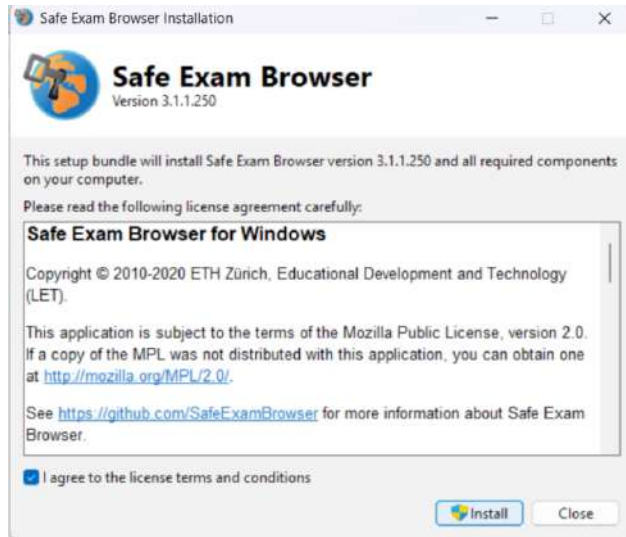 Safe Exam Browser Installation
Safe Exam Browser
Version 3.1.1.250
This setup bundle will install Safe Exam Browser version 3.1.1.250 and all required components
on your computer.
Please read the following license agreement carefully:
Safe Exam Browser for Windows
Copyright © 2010-2020 ETH Zürich, Educational Development and Technology
(LET).
This application is subject to the terms of the Mozilla Public License, version 2.0.
If a copy of the MPL was not distributed with this application, you can obtain one
at http://mozilla.org/MPL/2.0/.
See https://github.com/SafeExamBrowser for more information about Safe Exam
Browser.
I agree to the license terms and conditions
Install Close